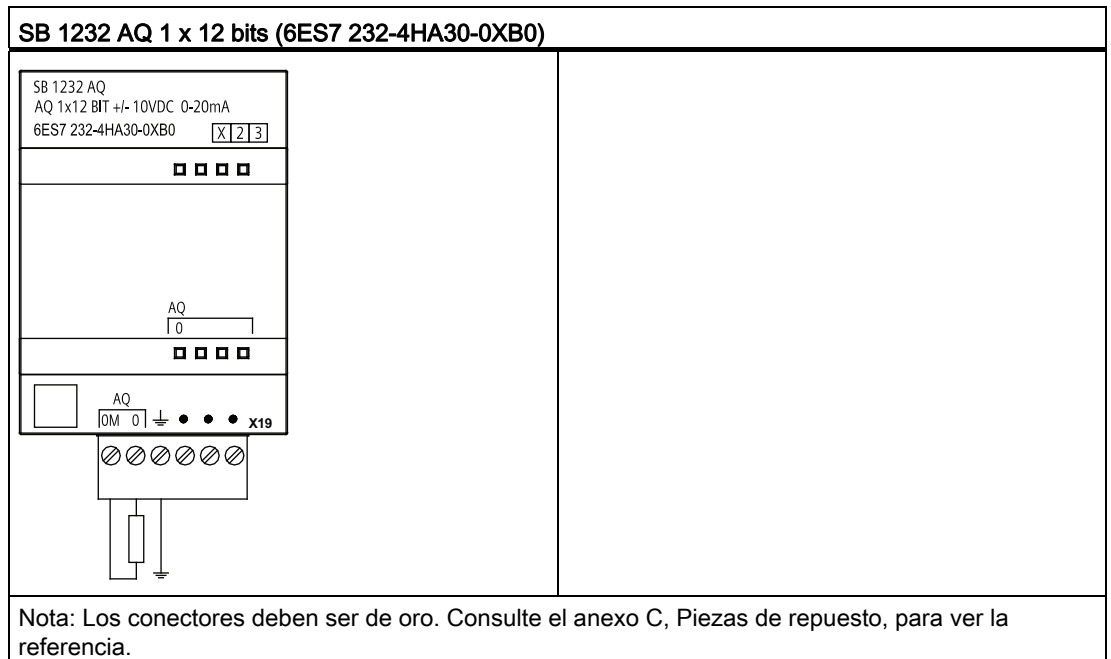 SB 1232 AQ 1 x 12 bits (6ES7 232-4HA30-0XB0)
SB 1232 AQ
AQ 1x12 BIT +/- 10VDC 0-20mA
6ES7 232-4HA30-0XB0 X 2 3
AQ
0
AQ
0M 0 X19
Nota: Los conectores deben ser de oro. Consulte el anexo C, Piezas de repuesto, para ver la
referencia.